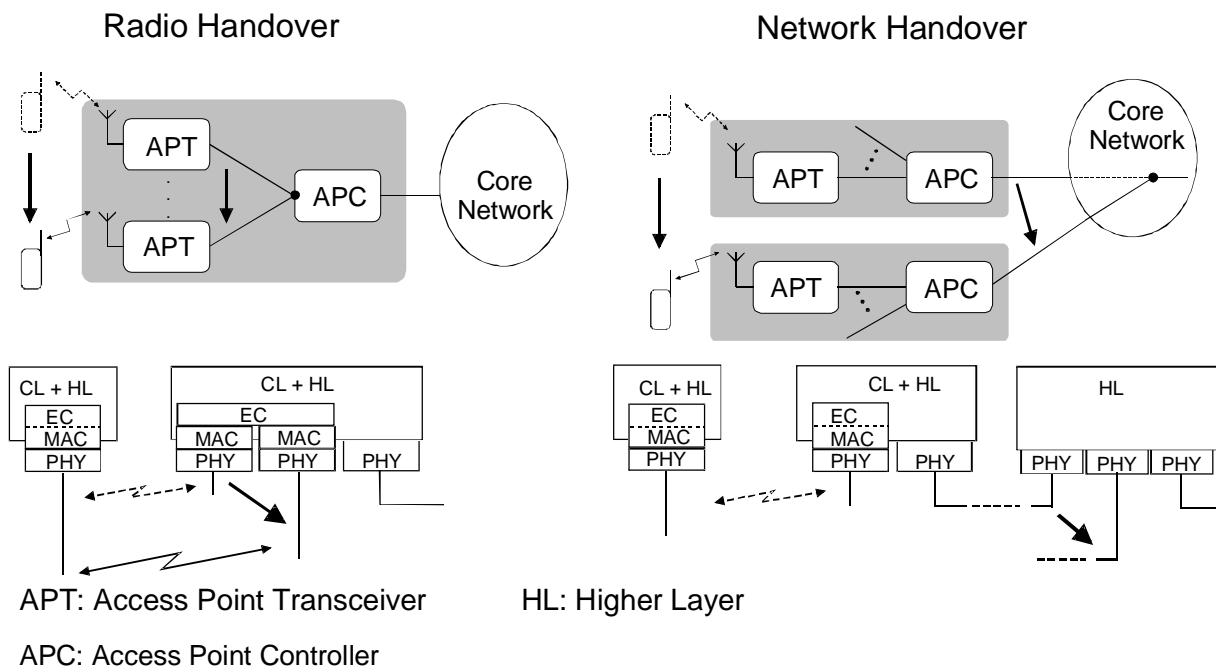 Radio Handover
Network Handover
APT
APT
APC
Core
Network
APT
APC
APT
APC
Core
Network
CL + HL
EC
MAC
PHY
CL + HL
EC
MAC
MAC
PHY
PHY
PHY
CL + HL
EC
MAC
PHY
CL + HL
EC
MAC
PHY
PHY
HL
PHY
PHY
PHY
APT: Access Point Transceiver
HL: Higher Layer
APC: Access Point Controller